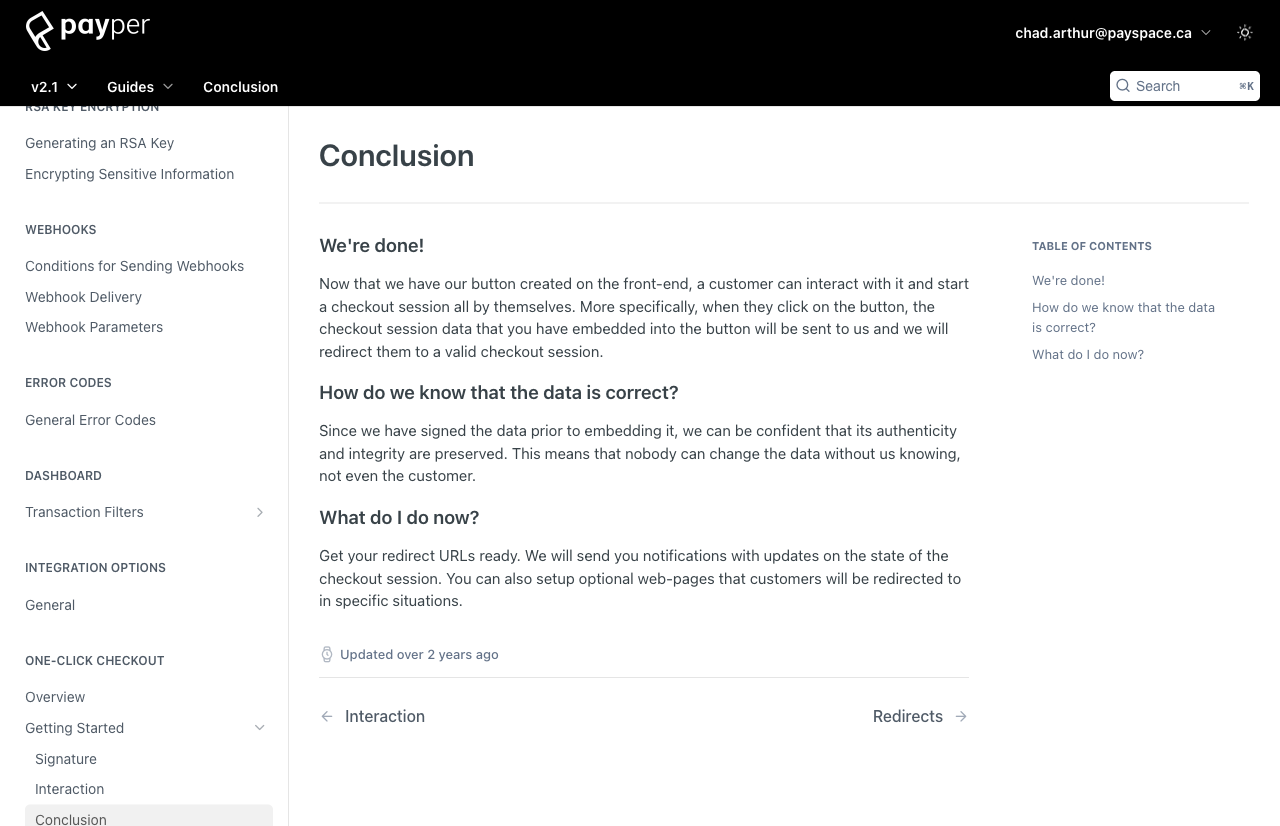 payper
chad.arthur@payspace.ca
v2.1
Guides
Conclusion
Search
⌘K
RSA KEY ENCRYPTION
Generating an RSA Key
Encrypting Sensitive Information
WEBHOOKS
Conditions for Sending Webhooks
Webhook Delivery
Webhook Parameters
ERROR CODES
General Error Codes
DASHBOARD
Transaction Filters
INTEGRATION OPTIONS
General
ONE-CLICK CHECKOUT
Overview
Getting Started
Signature
Interaction
Conclusion
Conclusion
We're done!
Now that we have our button created on the front-end, a customer can interact with it and start
a checkout session all by themselves. More specifically, when they click on the button, the
checkout session data that you have embedded into the button will be sent to us and we will
redirect them to a valid checkout session.
How do we know that the data is correct?
Since we have signed the data prior to embedding it, we can be confident that its authenticity
and integrity are preserved. This means that nobody can change the data without us knowing,
not even the customer.
What do I do now?
Get your redirect URLs ready. We will send you notifications with updates on the state of the
checkout session. You can also setup optional web-pages that customers will be redirected to
in specific situations.
Updated over 2 years ago
Interaction
Redirects
TABLE OF CONTENTS
We're done!
How do we know that the data
is correct?
What do I do now?